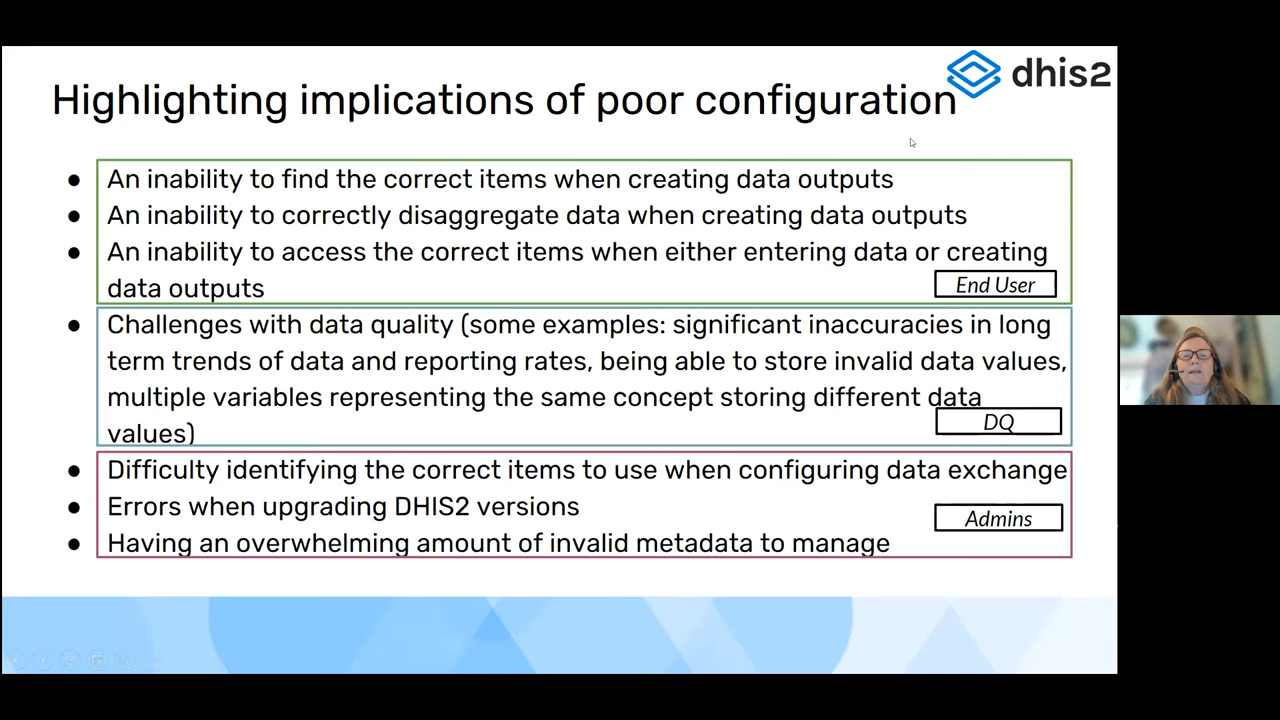 dhis2
Highlighting implications of poor configuration
● An inability to find the correct items when creating data outputs
● An inability to correctly disaggregate data when creating data outputs
● An inability to access the correct items when either entering data or creating
data outputs
End User
● Challenges with data quality (some examples: significant inaccuracies in long
term trends of data and reporting rates, being able to store invalid data values,
multiple variables representing the same concept storing different data
values)
DQ
● Difficulty identifying the correct items to use when configuring data exchange
● Errors when upgrading DHIS2 versions
Admins
● Having an overwhelming amount of invalid metadata to manage